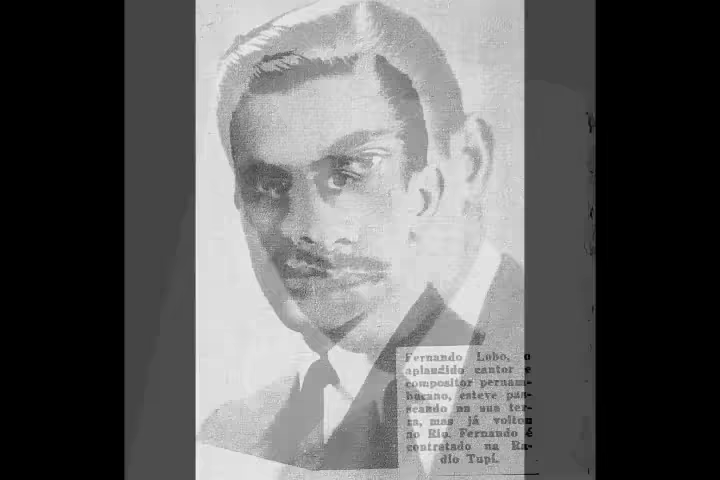 Fernando Lobo, o
aplaudido cantor e
compositor pernam-
bucano, esteve pas-
seando na sua ter-
ra, mas já voltou
ao Rio. Fernando é
contratado na Ra-
dio Tupí.